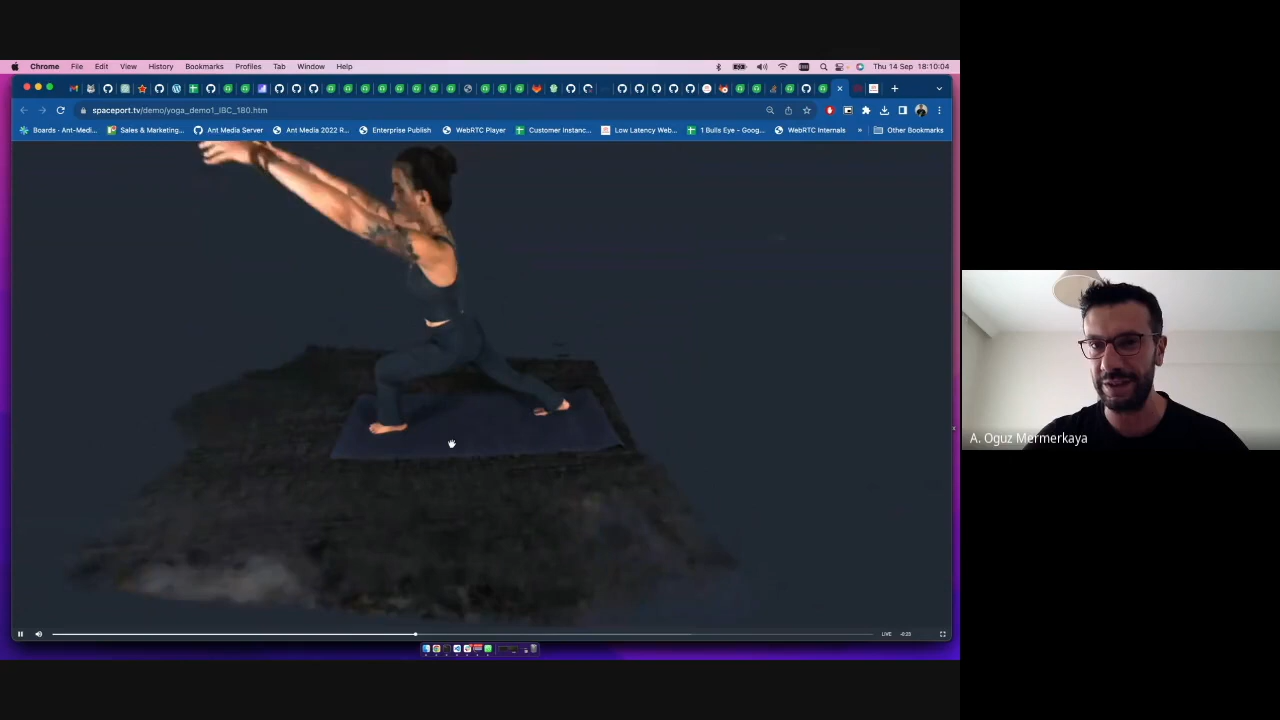 Chrome File Edit View History Bookmarks Profiles Tab Window Help Thu 14 Sep 18:10:04
spaceport.tv/demo/yoga_demo1_IBC_180.htm
Boards - Ant-Medi... Sales & Marketing... Ant Media Server Ant Media 2022 R... Enterprise Publish WebRTC Player Customer Instanc... Low Latency Web... 1 Bulls Eye - Goog... WebRTC Internals » Other Bookmarks
A. Oguz Mermerkaya
LIVE -0:23